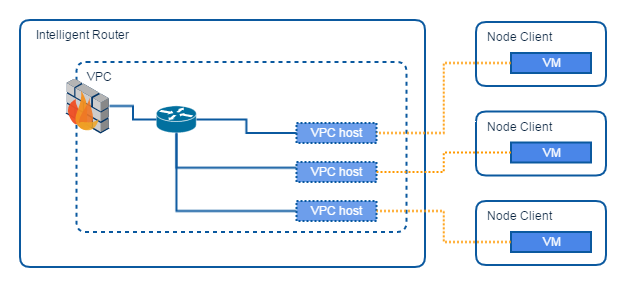 Intelligent Router
VPC
VPC host
VPC host
VPC host
Node Client
VM
Node Client
VM
Node Client
VM